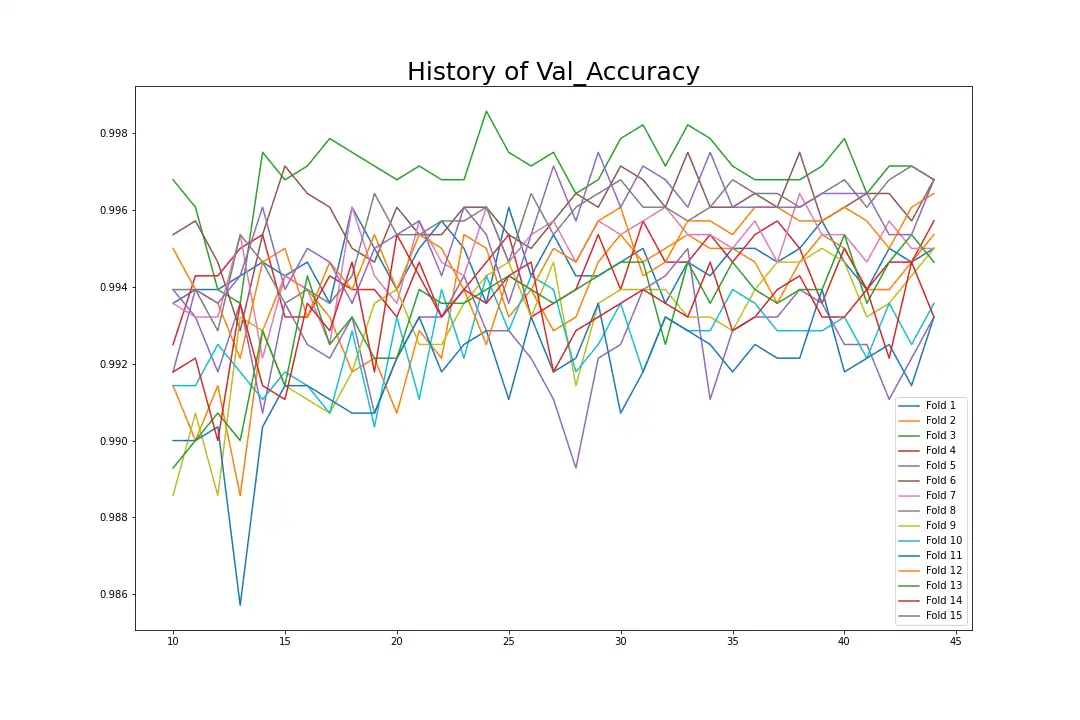 History of Val_Accuracy
0.998
0.996
0.994
0.992
0.990
0.988
0.986
10 15 20 25 30 35 40 45
Fold 1
Fold 2
Fold 3
Fold 4
Fold 5
Fold 6
Fold 7
Fold 8
Fold 9
Fold 10
Fold 11
Fold 12
Fold 13
Fold 14
Fold 15